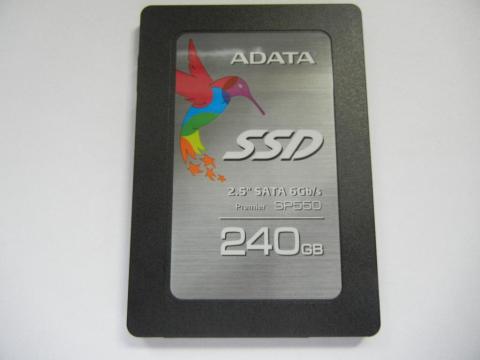 ADATA
SSD
2.5" SATA 6Gb/s
Premier SP550
240GB